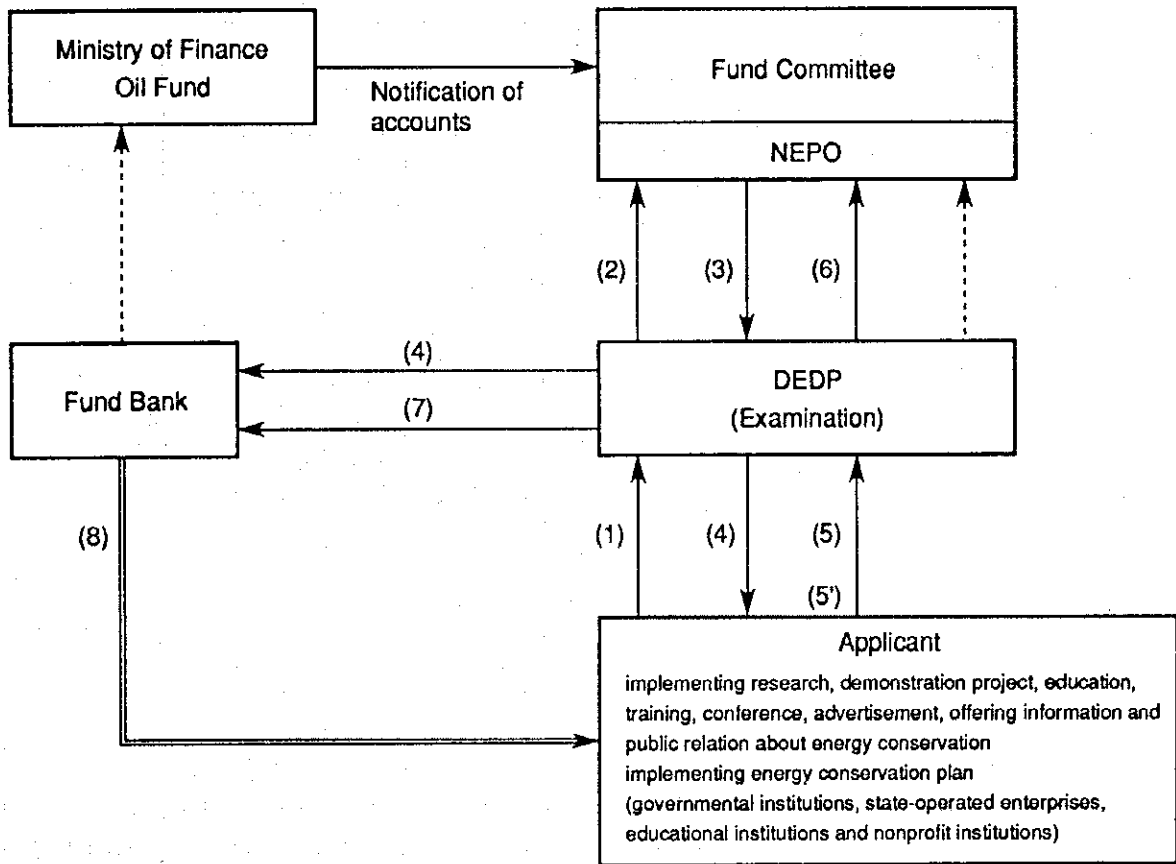 Ministry of Finance
Oil Fund
Notification of
accounts
Fund Committee
NEPO
(2)
(3)
(6)
Fund Bank
(4)
(7)
DEDP
(Examination)
(8)
(1)
(4)
(5)
(5')
Applicant
implementing research, demonstration project, education,
training, conference, advertisement, offering information and
public relation about energy conservation
implementing energy conservation plan
(governmental institutions, state-operated enterprises,
educational institutions and nonprofit institutions)